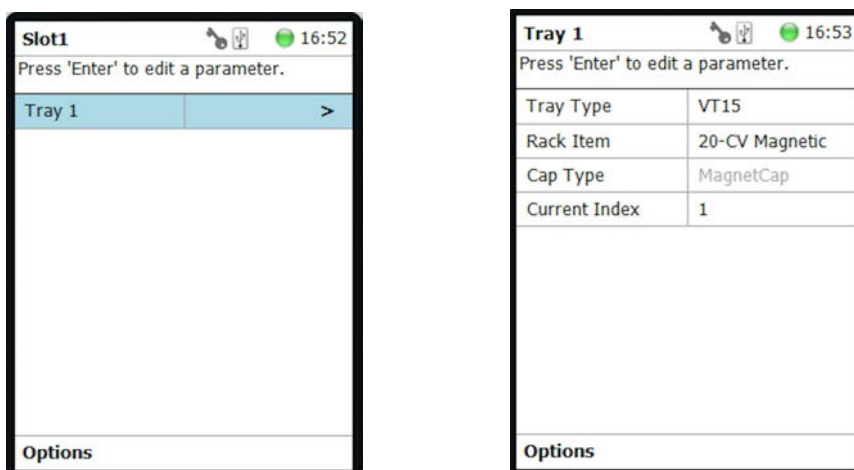 Slot1 16:52
Press 'Enter' to edit a parameter.
Tray 1 >
Options
Tray 1 16:53
Press 'Enter' to edit a parameter.
Tray Type VT15
Rack Item 20-CV Magnetic
Cap Type MagnetCap
Current Index 1
Options